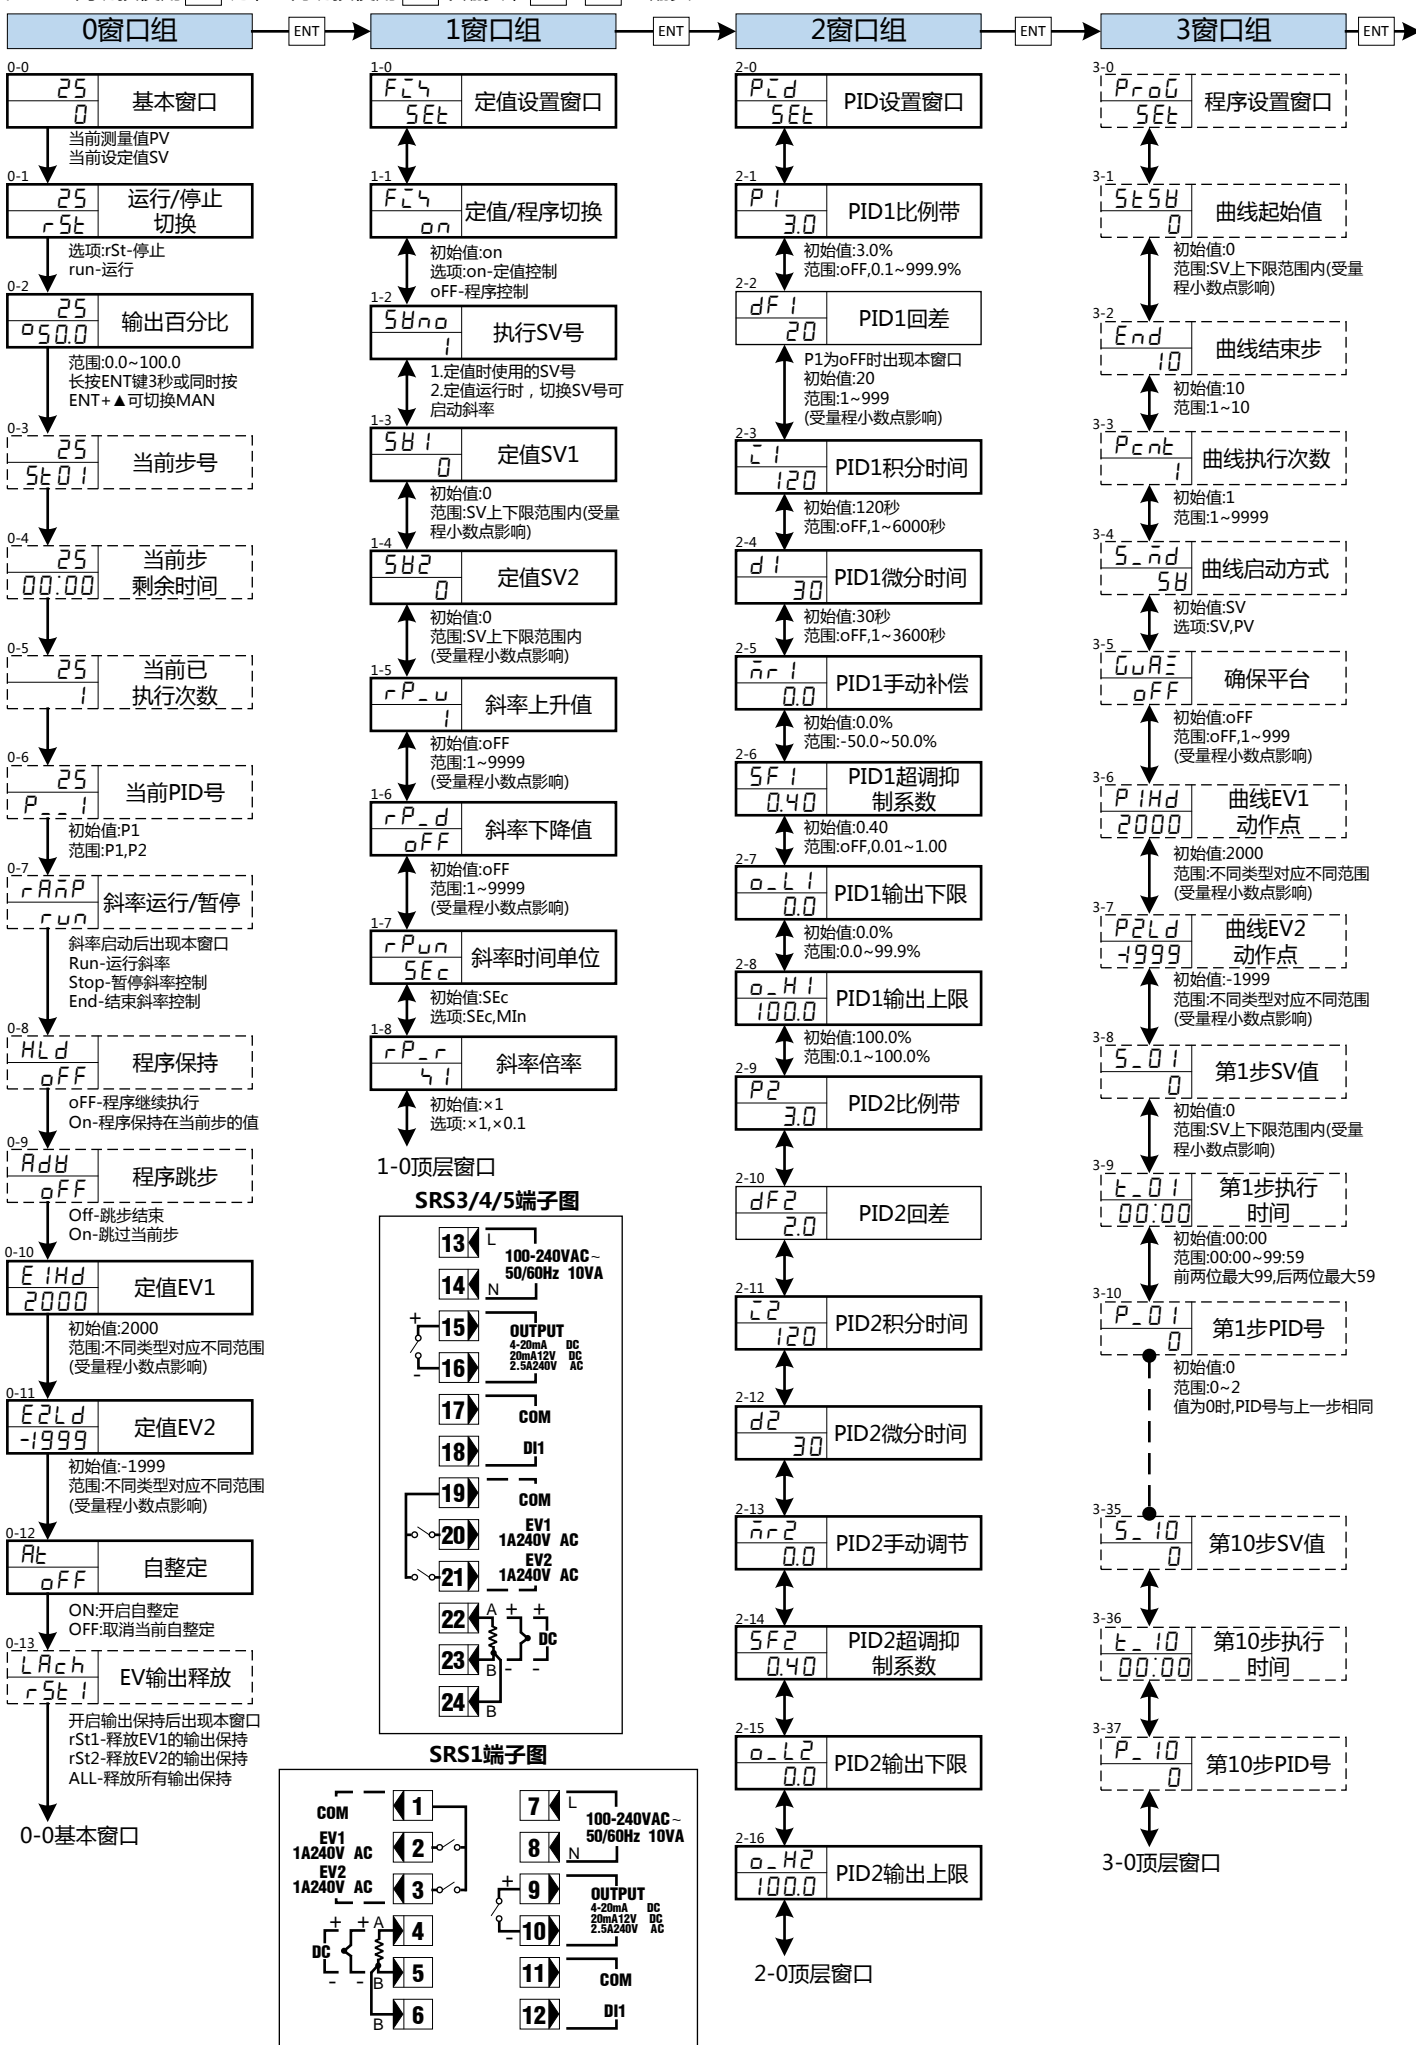 0窗口组
ENT
1窗口组
ENT
2窗口组
ENT
3窗口组
ENT
0-0
25
0
基本窗口
当前测量值PV
当前设定值SV
0-1
25
rSt
运行/停止
切换
选项:rSt-停止
run-运行
0-2
25
o50.0
输出百分比
范围:0.0~100.0
长按ENT键3秒或同时按
ENT+▲可切换MAN
0-3
25
St01
当前步号
0-4
25
00:00
当前步
剩余时间
0-5
25
1
当前已
执行次数
0-6
25
P__1
当前PID号
初始值:P1
范围:P1,P2
0-7
rAmP
run
斜率运行/暂停
斜率启动后出现本窗口
Run-运行斜率
Stop-暂停斜率控制
End-结束斜率控制
0-8
HLd
oFF
程序保持
oFF-程序继续执行
On-程序保持在当前步的值
0-9
AdV
oFF
程序跳步
Off-跳步结束
On-跳过当前步
0-10
E1Hd
2000
定值EV1
初始值:2000
范围:不同类型对应不同范围
(受量程小数点影响)
0-11
E2Ld
-1999
定值EV2
初始值:-1999
范围:不同类型对应不同范围
(受量程小数点影响)
0-12
At
oFF
自整定
ON:开启自整定
OFF:取消当前自整定
0-13
LAch
rSt1
EV输出释放
开启输出保持后出现本窗口
rSt1-释放EV1的输出保持
rSt2-释放EV2的输出保持
ALL-释放所有输出保持
0-0基本窗口
1-0
Fix
SEt
定值设置窗口
1-1
Fix
on
定值/程序切换
初始值:on
选项:on-定值控制
oFF-程序控制
1-2
SVno
1
执行SV号
1.定值时使用的SV号
2.定值运行时，切换SV号可
启动斜率
1-3
SV1
0
定值SV1
初始值:0
范围:SV上下限范围内(受量
程小数点影响)
1-4
SV2
0
定值SV2
初始值:0
范围:SV上下限范围内
(受量程小数点影响)
1-5
rP_u
1
斜率上升值
初始值:oFF
范围:1~9999
(受量程小数点影响)
1-6
rP_d
oFF
斜率下降值
初始值:oFF
范围:1~9999
(受量程小数点影响)
1-7
rPun
SEc
斜率时间单位
初始值:SEc
选项:SEc,MIn
1-8
rP_r
x1
斜率倍率
初始值:×1
选项:×1,×0.1
1-0顶层窗口
SRS3/4/5端子图
13
L
100-240VAC~
50/60Hz 10VA
14
N
+
15
OUTPUT
4-20mA DC
20mA12V DC
2.5A240V AC
16
-
17
COM
18
DI1
19
COM
20
EV1
1A240V AC
21
EV2
1A240V AC
22
A + +
DC
23
B - -
24
B
SRS1端子图
COM
1
EV1
1A240V AC
2
EV2
1A240V AC
3
+ + A
4
DC
5
- - B
6
B
7
L
100-240VAC~
50/60Hz 10VA
8
N
+
9
OUTPUT
4-20mA DC
20mA12V DC
2.5A240V AC
10
-
11
COM
12
DI1
2-0
Pid
SEt
PID设置窗口
2-1
P1
3.0
PID1比例带
初始值:3.0%
范围:oFF,0.1~999.9%
2-2
dF1
20
PID1回差
P1为oFF时出现本窗口
初始值:20
范围:1~999
(受量程小数点影响)
2-3
i1
120
PID1积分时间
初始值:120秒
范围:oFF,1~6000秒
2-4
d1
30
PID1微分时间
初始值:30秒
范围:oFF,1~3600秒
2-5
mr1
0.0
PID1手动补偿
初始值:0.0%
范围:-50.0~50.0%
2-6
SF1
0.40
PID1超调抑
制系数
初始值:0.40
范围:oFF,0.01~1.00
2-7
o_L1
0.0
PID1输出下限
初始值:0.0%
范围:0.0~99.9%
2-8
o_H1
100.0
PID1输出上限
初始值:100.0%
范围:0.1~100.0%
2-9
P2
3.0
PID2比例带
2-10
dF2
2.0
PID2回差
2-11
i2
120
PID2积分时间
2-12
d2
30
PID2微分时间
2-13
mr2
0.0
PID2手动调节
2-14
SF2
0.40
PID2超调抑
制系数
2-15
o_L2
0.0
PID2输出下限
2-16
o_H2
100.0
PID2输出上限
2-0顶层窗口
3-0
ProG
SEt
程序设置窗口
3-1
StSV
0
曲线起始值
初始值:0
范围:SV上下限范围内(受量
程小数点影响)
3-2
End
10
曲线结束步
初始值:10
范围:1~10
3-3
Pcnt
1
曲线执行次数
初始值:1
范围:1~9999
3-4
S_md
SV
曲线启动方式
初始值:SV
选项:SV,PV
3-5
oFF
确保平台
初始值:oFF
范围:oFF,1~999
(受量程小数点影响)
3-6
P1Hd
2000
曲线EV1
动作点
初始值:2000
范围:不同类型对应不同范围
(受量程小数点影响)
3-7
P2Ld
-1999
曲线EV2
动作点
初始值:-1999
范围:不同类型对应不同范围
(受量程小数点影响)
3-8
S_01
0
第1步SV值
初始值:0
范围:SV上下限范围内(受量
程小数点影响)
3-9
t_01
00:00
第1步执行
时间
初始值:00:00
范围:00:00~99:59
前两位最大99,后两位最大59
3-10
P_01
0
第1步PID号
初始值:0
范围:0~2
值为0时,PID号与上一步相同
3-35
S_10
0
第10步SV值
3-36
t_10
00:00
第10步执行
时间
3-37
P_10
0
第10步PID号
3-0顶层窗口